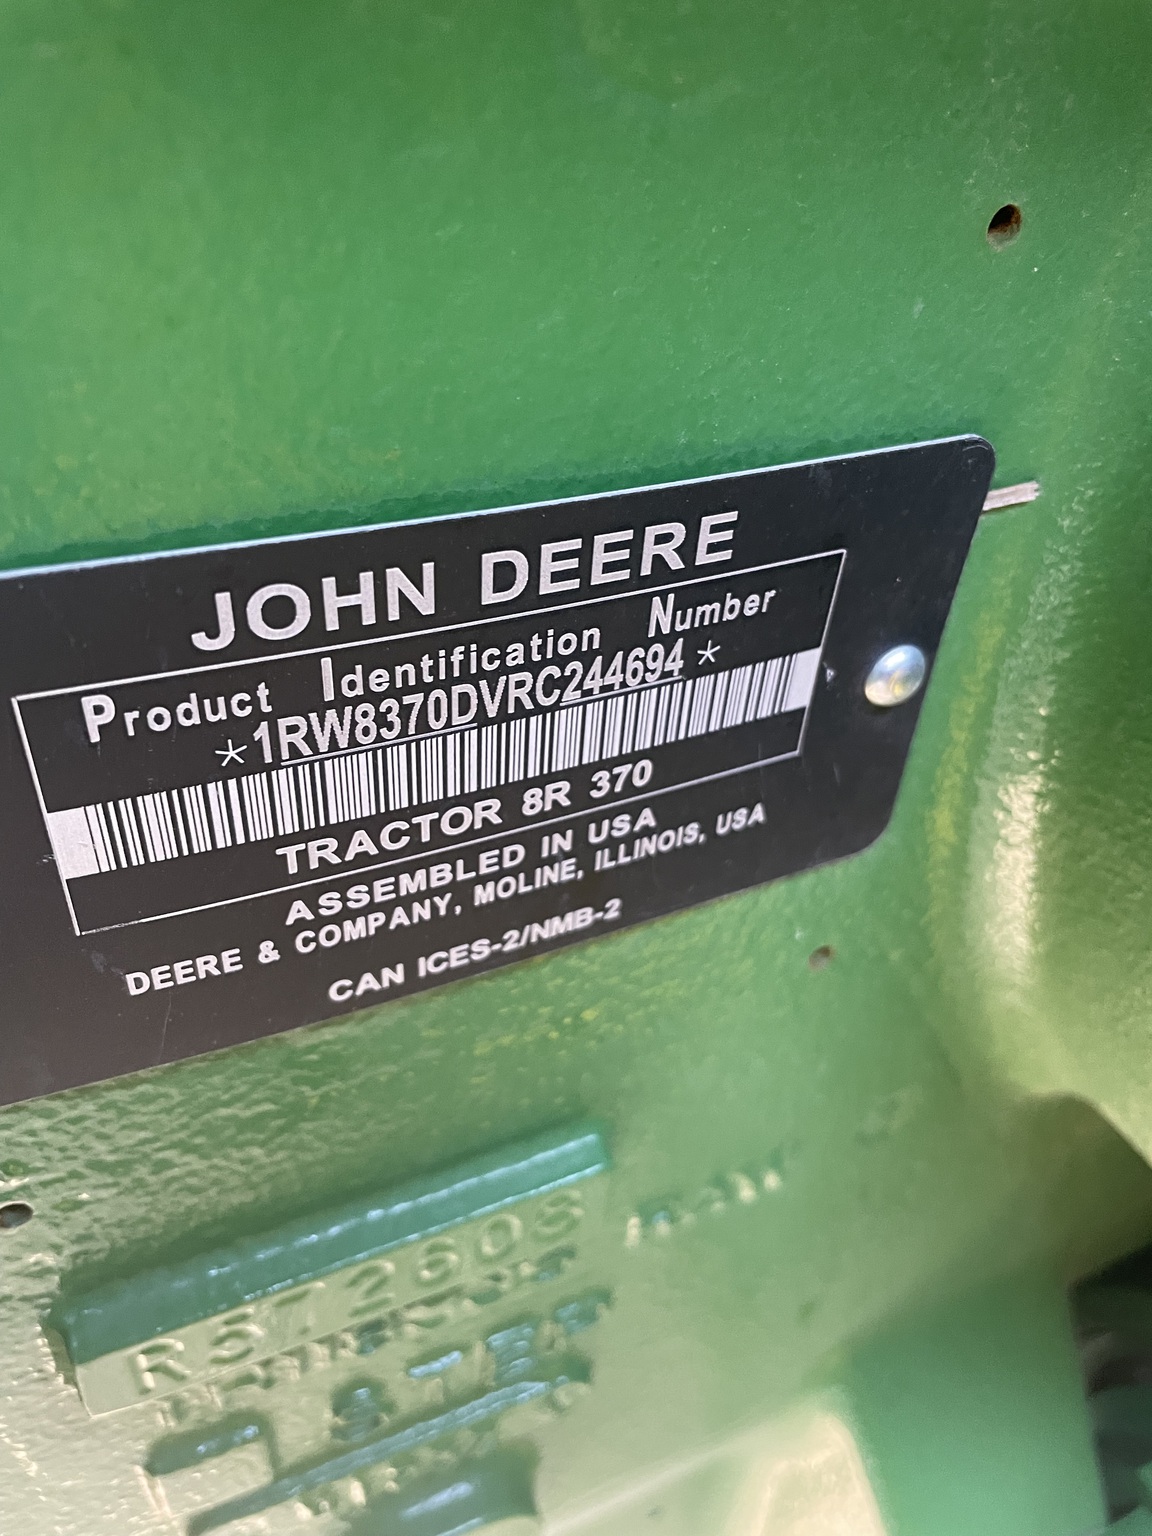 JOHN DEERE
Product Identification Number
*1RW8370DVRC244694*
TRACTOR 8R 370
ASSEMBLED IN USA
DEERE & COMPANY, MOLINE, ILLINOIS, USA
CAN ICES-2/NMB-2
R572608